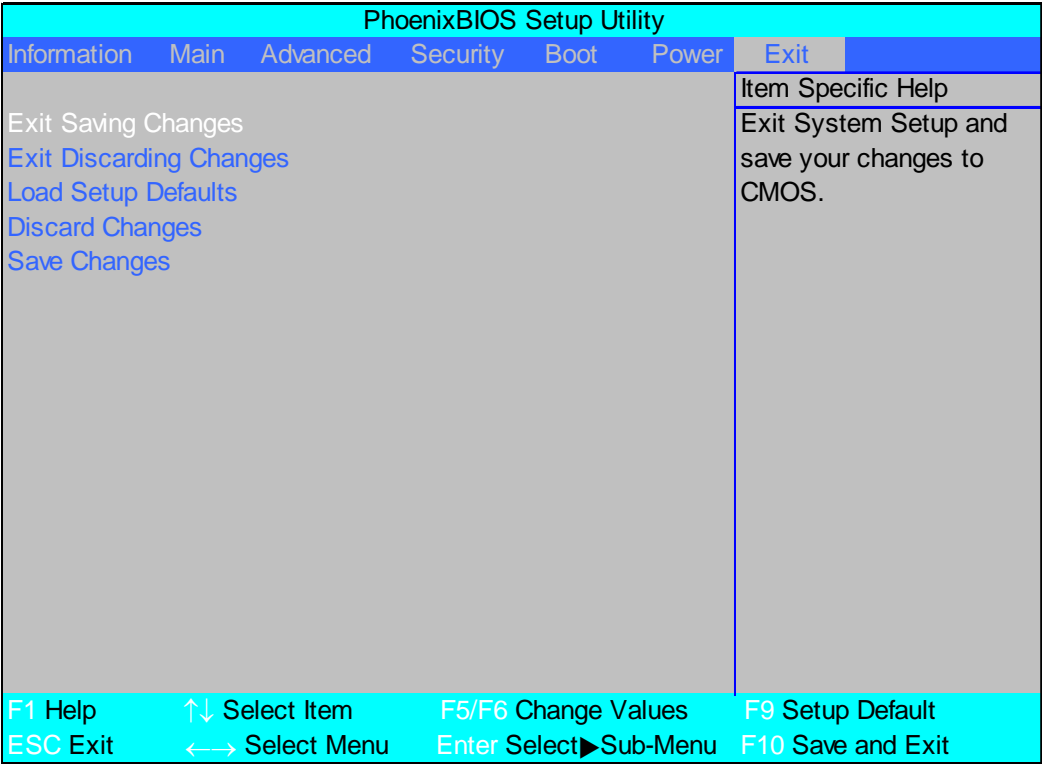 PhoenixBIOS Setup Utility
Information Main Advanced Security Boot Power Exit
Item Specific Help
Exit Saving Changes
Exit Discarding Changes
Load Setup Defaults
Discard Changes
Save Changes
Exit System Setup and
save your changes to
CMOS.
F1 Help ↑↓ Select Item F5/F6 Change Values F9 Setup Default
ESC Exit ←→ Select Menu Enter Select▶Sub-Menu F10 Save and Exit